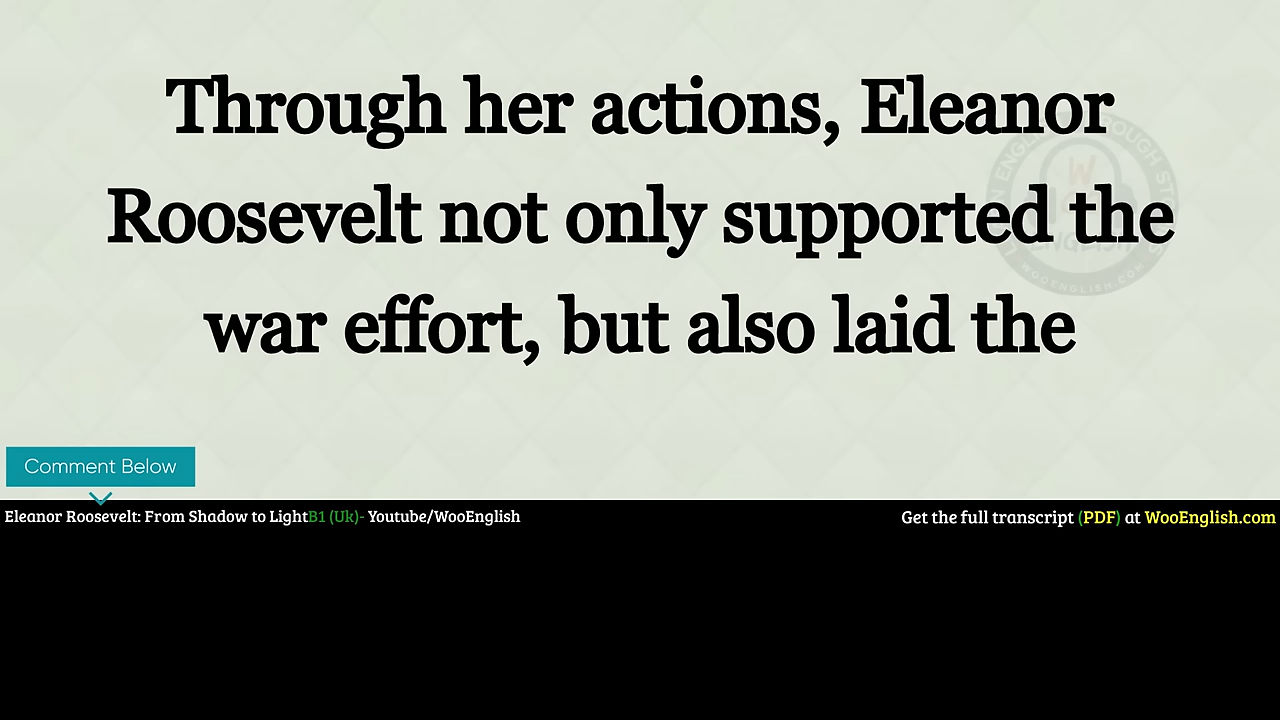 Through her actions, Eleanor
Roosevelt not only supported the
war effort, but also laid the
Comment Below
Eleanor Roosevelt: From Shadow to LightB1 (Uk)- Youtube/WooEnglish
Get the full transcript (PDF) at WooEnglish.com